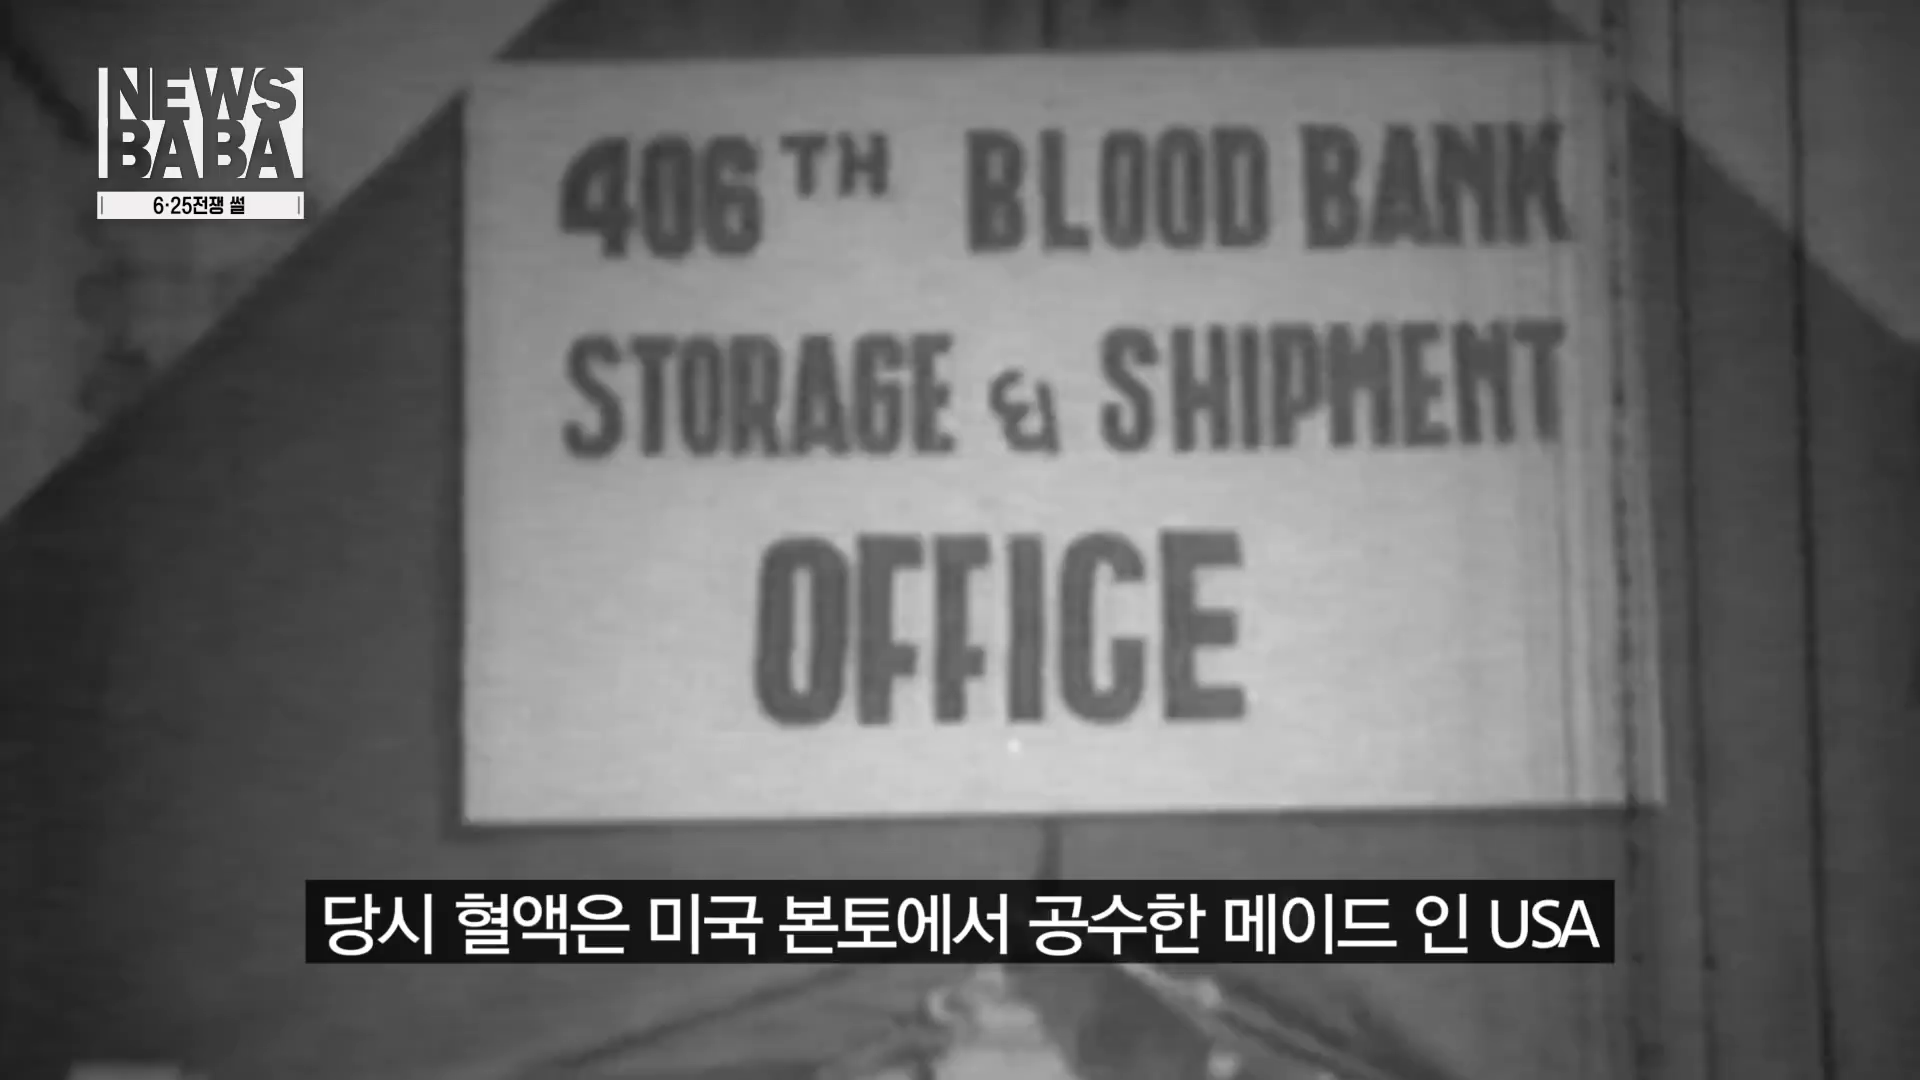 NEWS
BABA
6·25전쟁 썰
406TH BLOOD BANK
STORAGE & SHIPMENT
OFFICE
당시 혈액은 미국 본토에서 공수한 메이드 인 USA